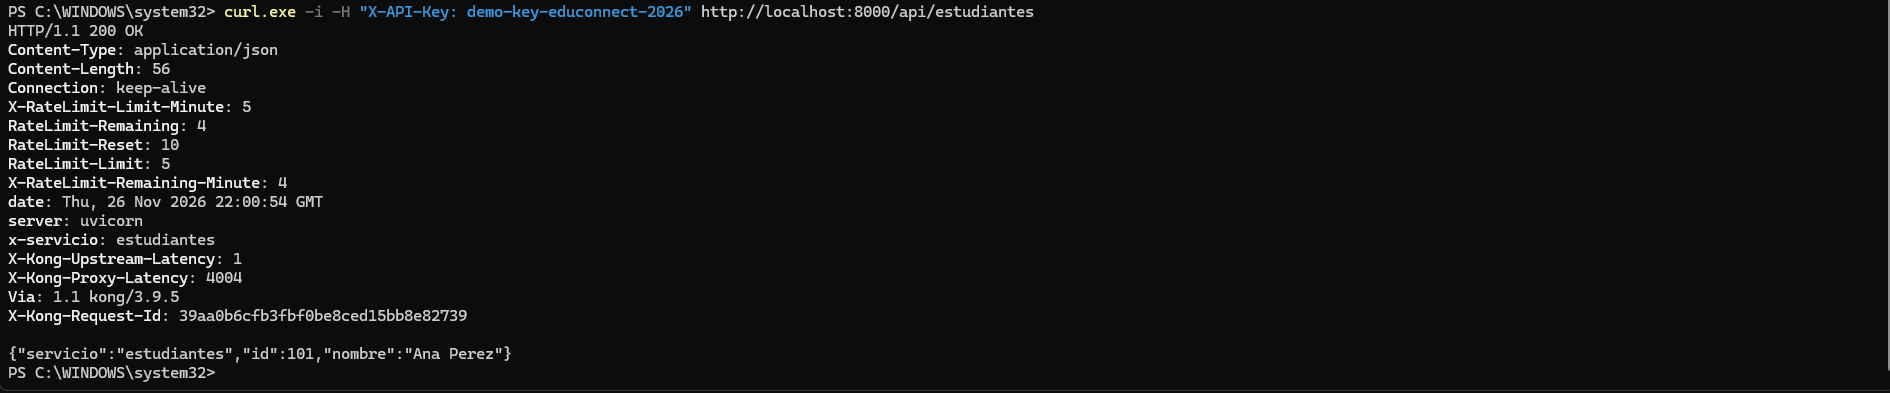 PS C:\WINDOWS\system32> curl.exe -i -H "X-API-Key: demo-key-educonnect-2026" http://localhost:8000/api/estudiantes
HTTP/1.1 200 OK
Content-Type: application/json
Content-Length: 56
Connection: keep-alive
X-RateLimit-Limit-Minute: 5
RateLimit-Remaining: 4
RateLimit-Reset: 10
RateLimit-Limit: 5
X-RateLimit-Remaining-Minute: 4
date: Thu, 26 Nov 2026 22:00:54 GMT
server: uvicorn
x-servicio: estudiantes
X-Kong-Upstream-Latency: 1
X-Kong-Proxy-Latency: 4004
Via: 1.1 kong/3.9.5
X-Kong-Request-Id: 39aa0b6cfb3fbf0be8ced15bb8e82739

{"servicio":"estudiantes","id":101,"nombre":"Ana Perez"}
PS C:\WINDOWS\system32>